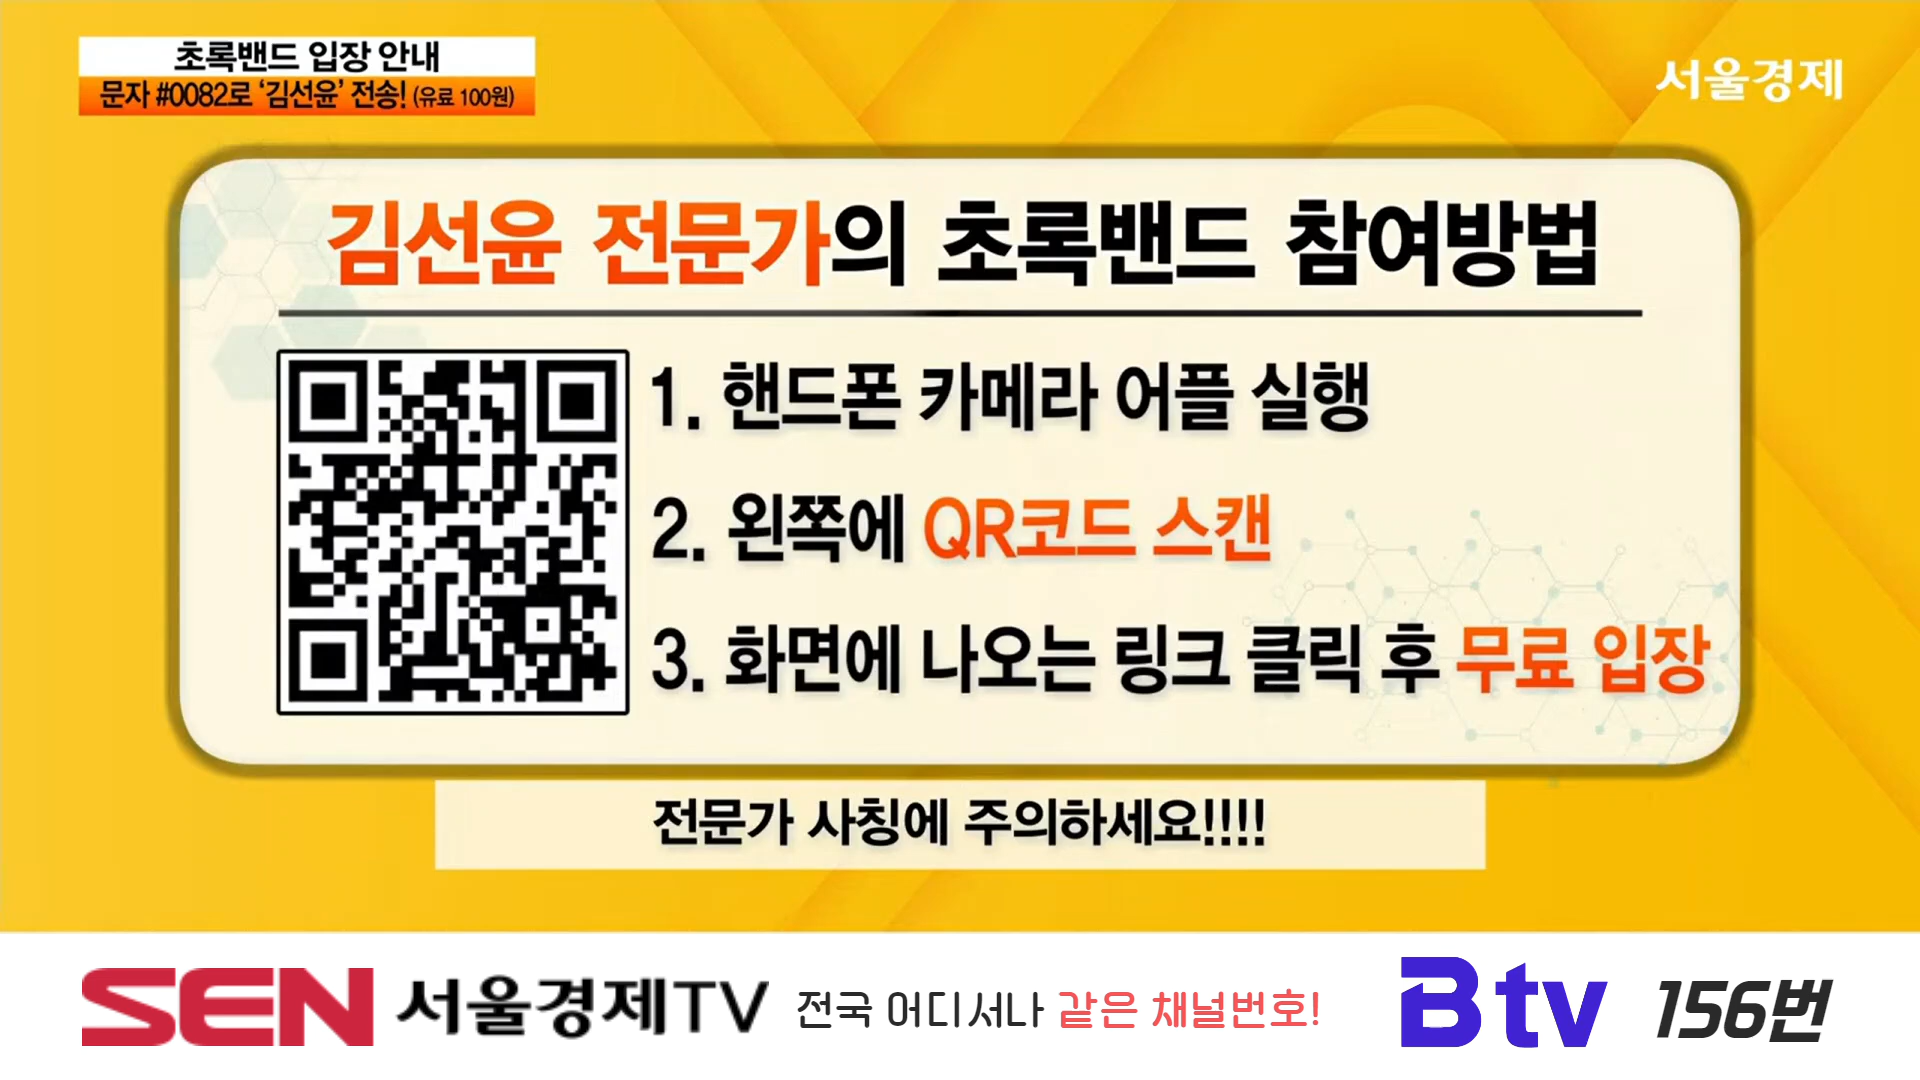 초록밴드 입장 안내
문자 #0082로 '김선윤' 전송! (유료 100원)
서울경제
김선윤 전문가의 초록밴드 참여방법
1. 핸드폰 카메라 어플 실행
2. 왼쪽에 QR코드 스캔
3. 화면에 나오는 링크 클릭 후 무료 입장
전문가 사칭에 주의하세요!!!!
SEN 서울경제TV 전국 어디서나 같은 채널번호! B tv 156번